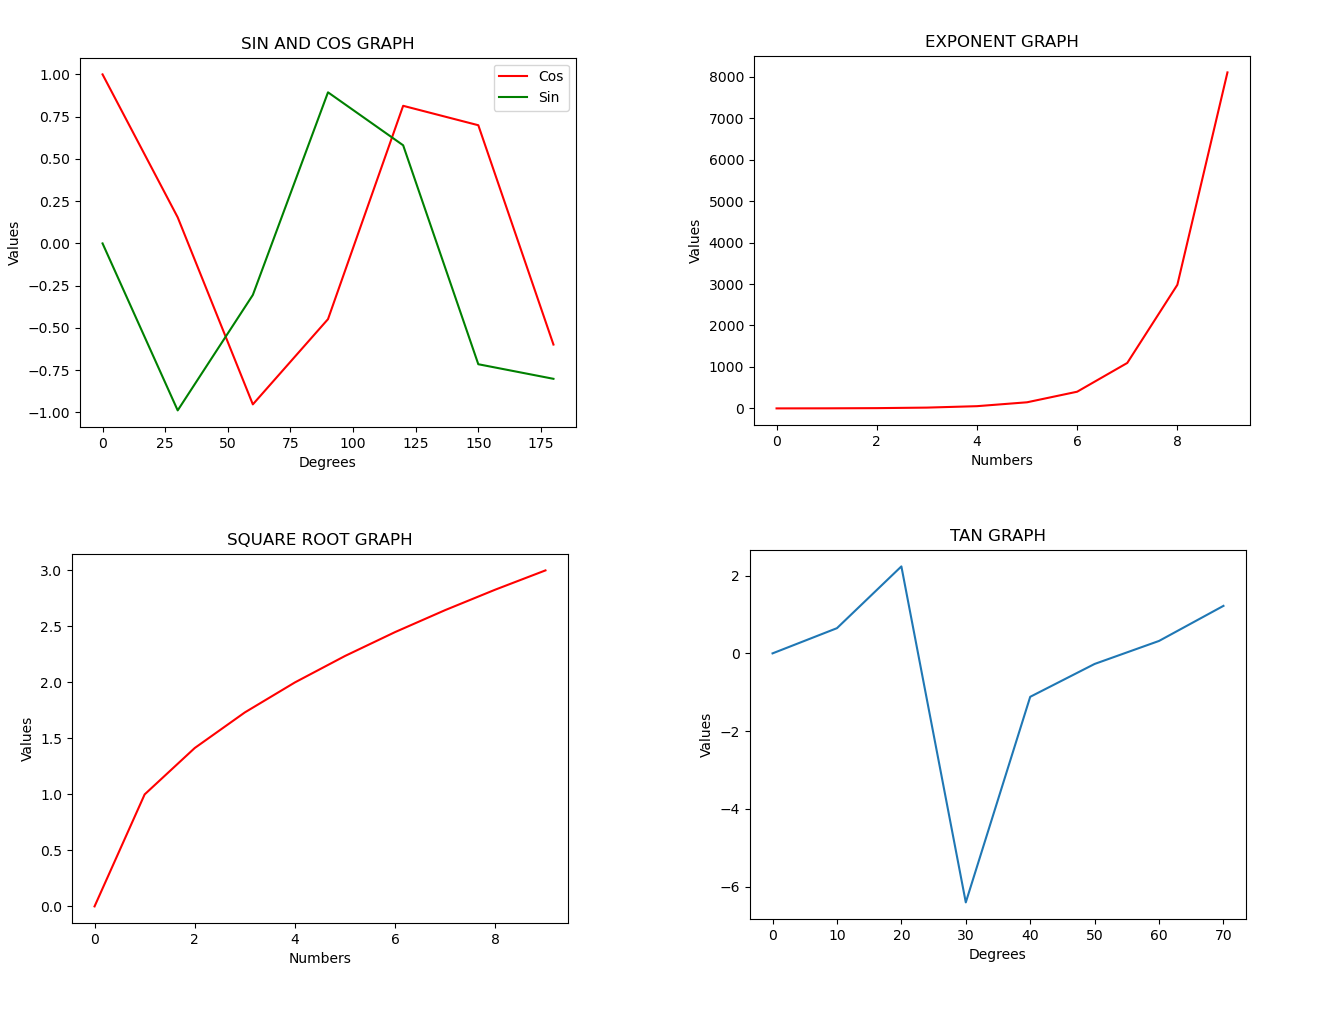 SIN AND COS GRAPH
1.00
0.75
0.50
0.25
0.00
−0.25
−0.50
−0.75
−1.00
Values
0 25 50 75 100 125 150 175
Degrees
Cos
Sin
EXPONENT GRAPH
8000
7000
6000
5000
4000
3000
2000
1000
0
Values
0 2 4 6 8
Numbers
SQUARE ROOT GRAPH
3.0
2.5
2.0
1.5
1.0
0.5
0.0
Values
0 2 4 6 8
Numbers
TAN GRAPH
2
0
−2
−4
−6
Values
0 10 20 30 40 50 60 70
Degrees